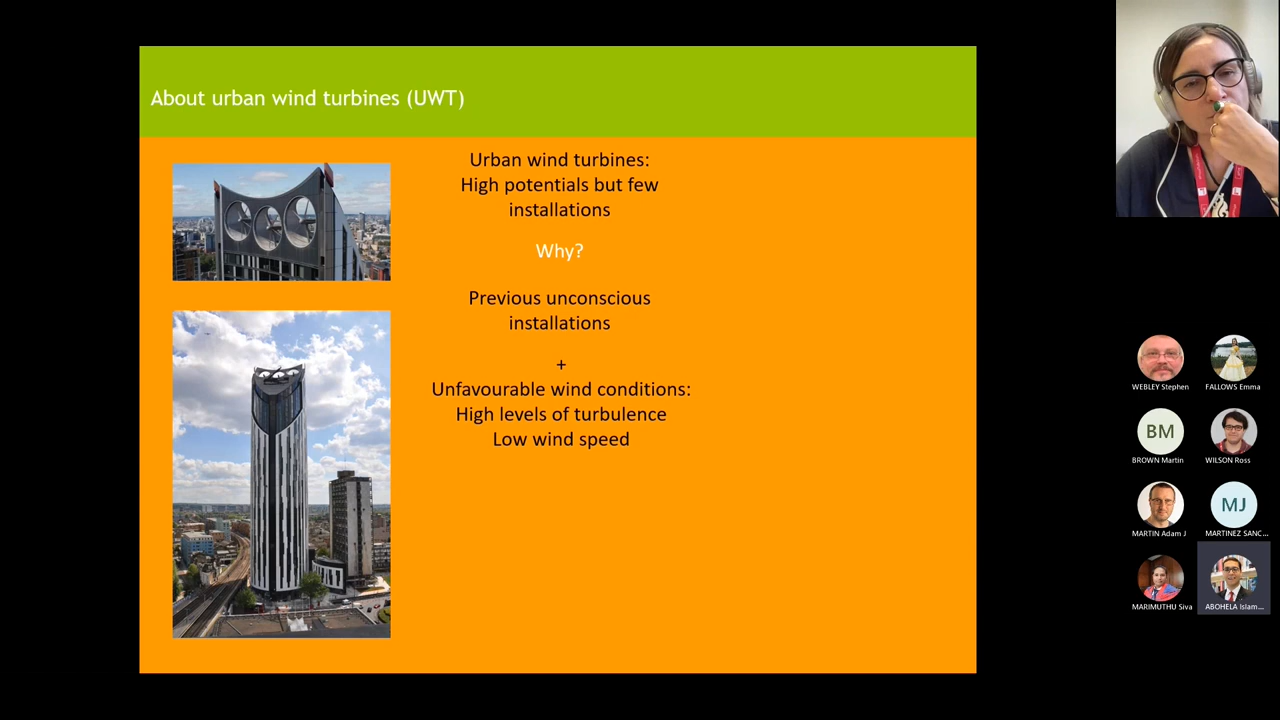 About urban wind turbines (UWT)
Urban wind turbines:
High potentials but few
installations
Why?
Previous unconscious
installations
+
Unfavourable wind conditions:
High levels of turbulence
Low wind speed
WEBLEY Stephen
FALLOWS Emma
BM
BROWN Martin
WILSON Ross
MJ
MARTIN Adam J
MARTINEZ SANC...
MARIMUTHU Siva
ABOHELA Islam...